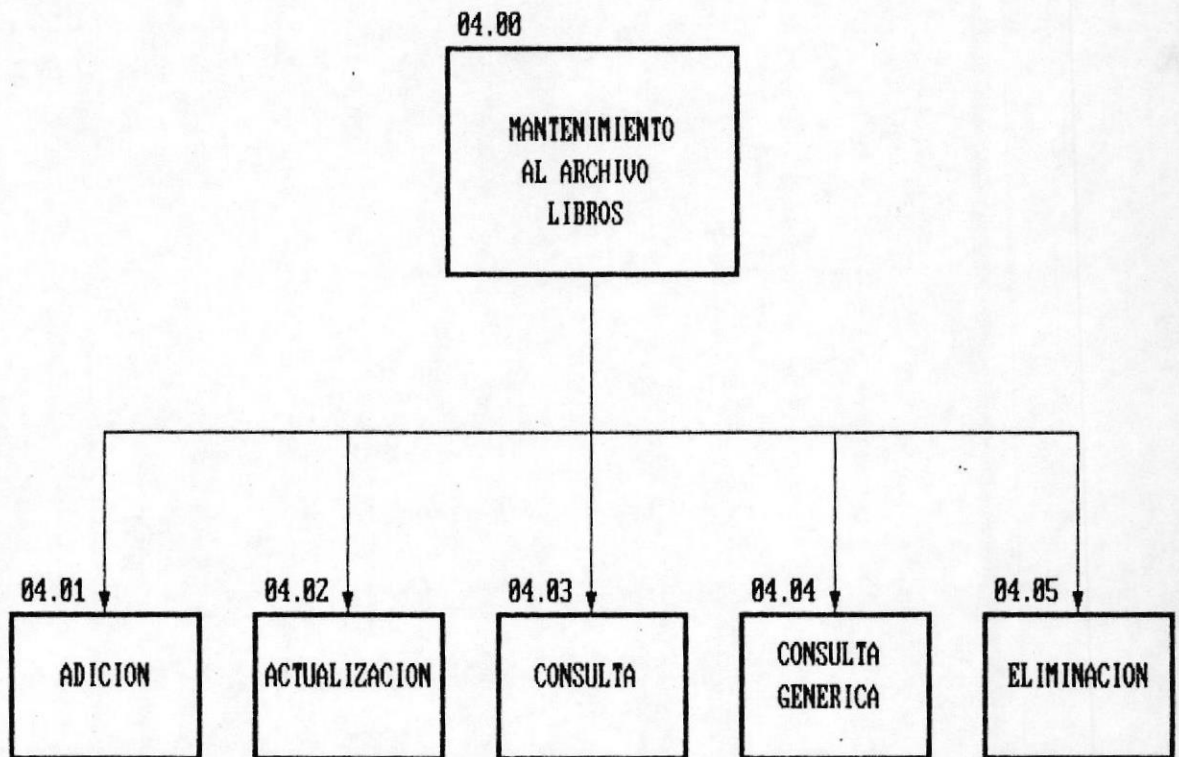 04.00
MANTENIMIENTO
AL ARCHIVO
LIBROS
04.01
04.02
04.03
04.04
04.05
ADICION
ACTUALIZACION
CONSULTA
CONSULTA
GENERICA
ELIMINACION